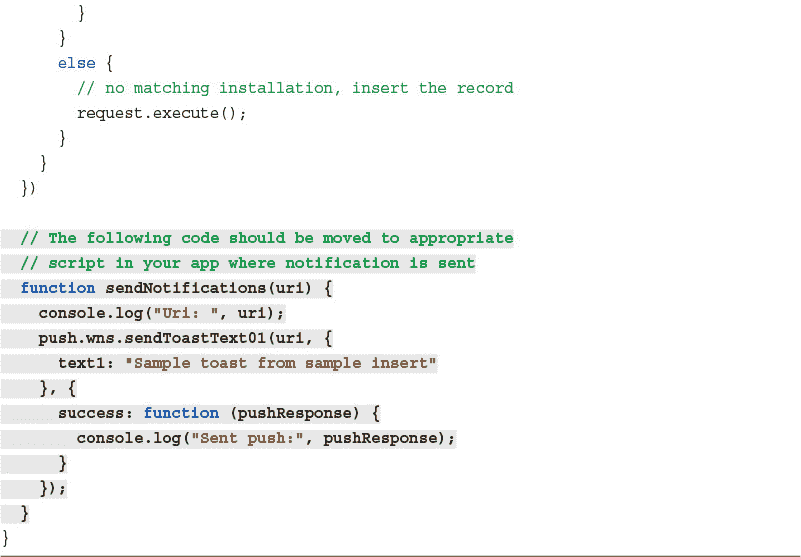 }
      }
      else {
        // no matching installation, insert the record
        request.execute();
      }
    }
  })

  // The following code should be moved to appropriate
  // script in your app where notification is sent
  function sendNotifications(uri) {
    console.log("Uri: ", uri);
    push.wns.sendToastText01(uri, {
      text1: "Sample toast from sample insert"
    }, {
      success: function (pushResponse) {
        console.log("Sent push:", pushResponse);
      }
    });
  }
}